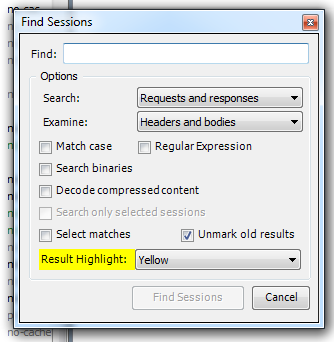 no-cac
Find Sessions
Find:
Options
Search: Requests and responses
Examine: Headers and bodies
Match case Regular Expression
Search binaries
Decode compressed content
Search only selected sessions
Select matches Unmark old results
Result Highlight: Yellow
Find Sessions Cancel
no-cache